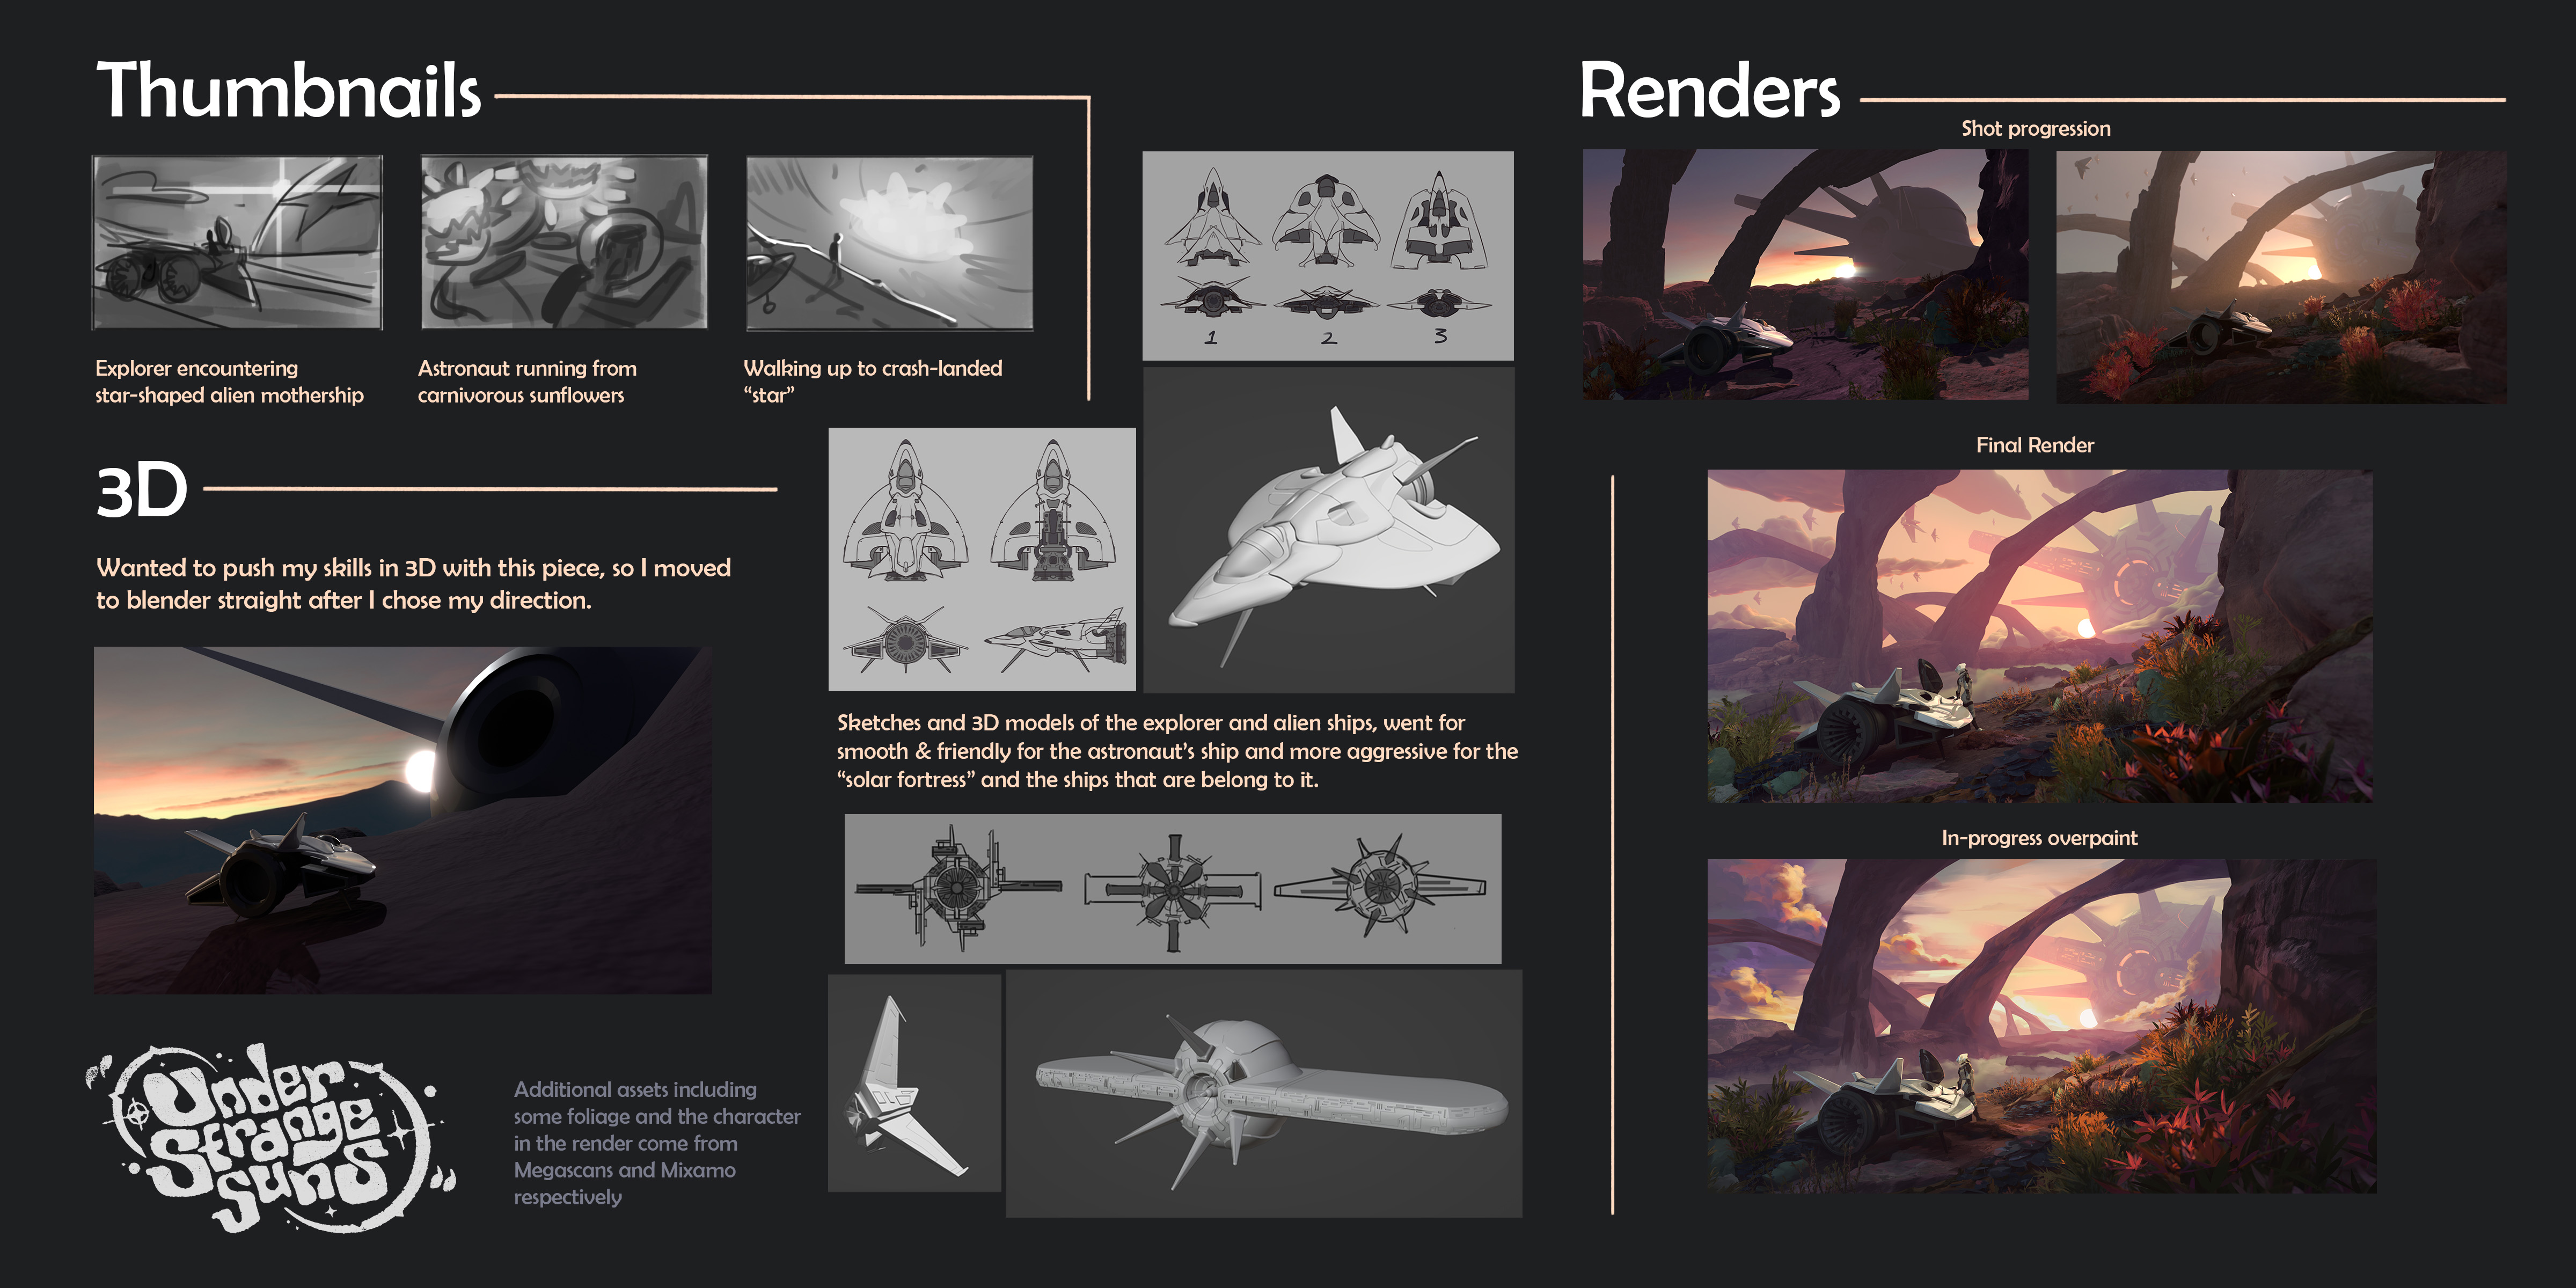 Thumbnails
Explorer encountering
star-shaped alien mothership
Astronaut running from
carnivorous sunflowers
Walking up to crash-landed
“star”
3D
Wanted to push my skills in 3D with this piece, so I moved
to blender straight after I chose my direction.
1
2
3
Sketches and 3D models of the explorer and alien ships, went for
smooth & friendly for the astronaut’s ship and more aggressive for the
“solar fortress” and the ships that are belong to it.
“Under
Strange
Suns”
Additional assets including
some foliage and the character
in the render come from
Megascans and Mixamo
respectively
Renders
Shot progression
Final Render
In-progress overpaint